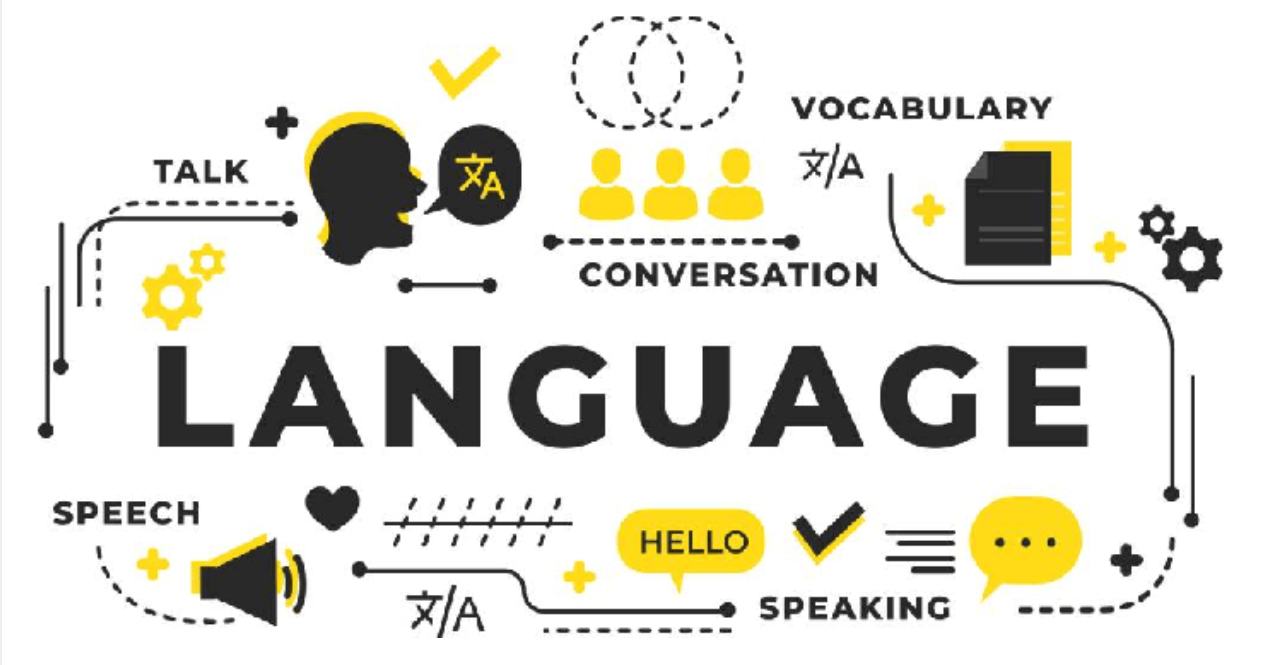 VOCABULARY
TALK
文A
文/A
CONVERSATION
LANGUAGE
SPEECH
HELLO
文/A
SPEAKING